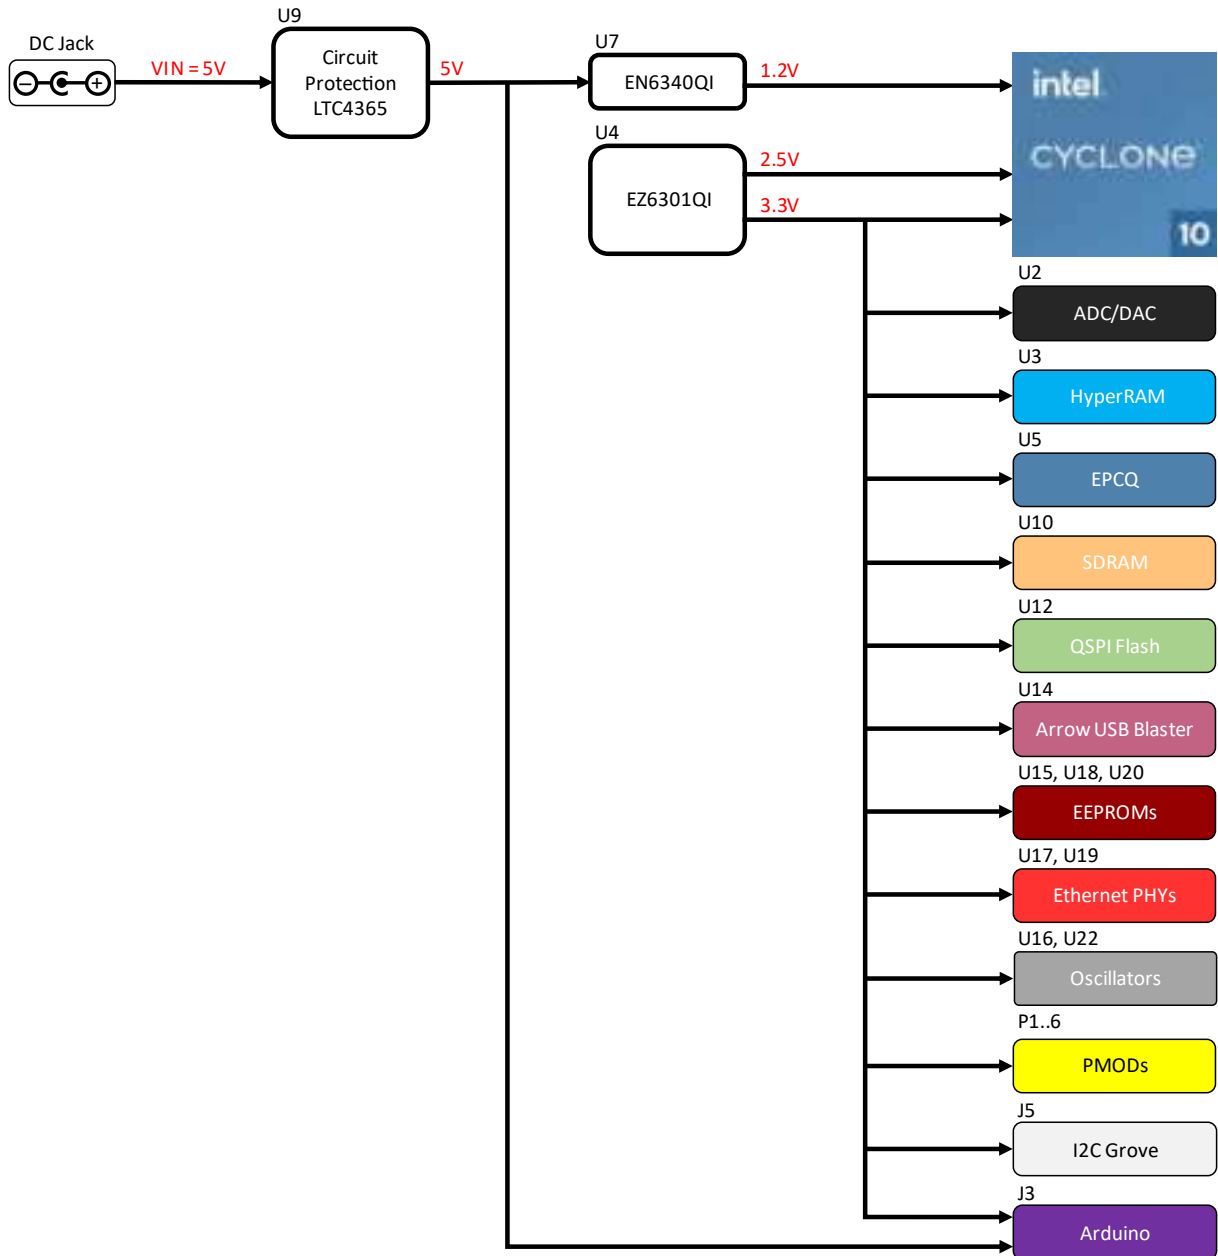 U9
DC Jack
VIN = 5V
Circuit
Protection
LTC4365
5V
U7
EN6340QI
1.2V
intel
CYCLONE
10
U4
EZ6301QI
2.5V
3.3V
U2
ADC/DAC
U3
HyperRAM
U5
EPCQ
U10
SDRAM
U12
QSPI Flash
U14
Arrow USB Blaster
U15, U18, U20
EEPROMs
U17, U19
Ethernet PHYs
U16, U22
Oscillators
P1..6
PMODs
J5
I2C Grove
J3
Arduino